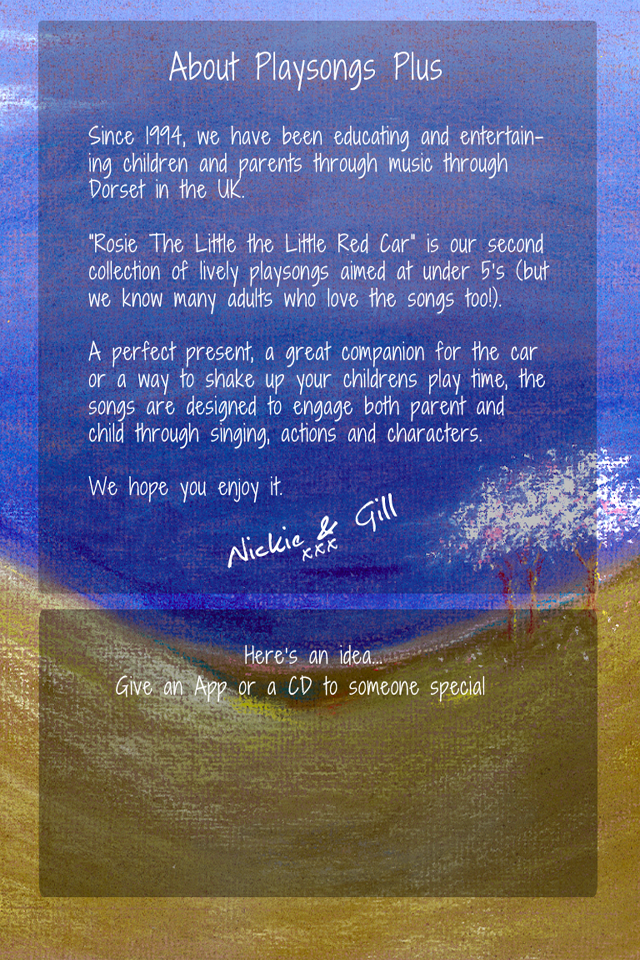 About Playsongs Plus
Since 1994, we have been educating and entertain-
ing children and parents through music through
Dorset in the UK.
"Rosie The Little the Little Red Car" is our second
collection of lively playsongs aimed at under 5's (but
we know many adults who love the songs too!).
A perfect present, a great companion for the car
or a way to shake up your childrens play time, the
songs are designed to engage both parent and
child through singing, actions and characters.
We hope you enjoy it.
Nickie & Gill
xxx
Here's an idea...
Give an App or a CD to someone special